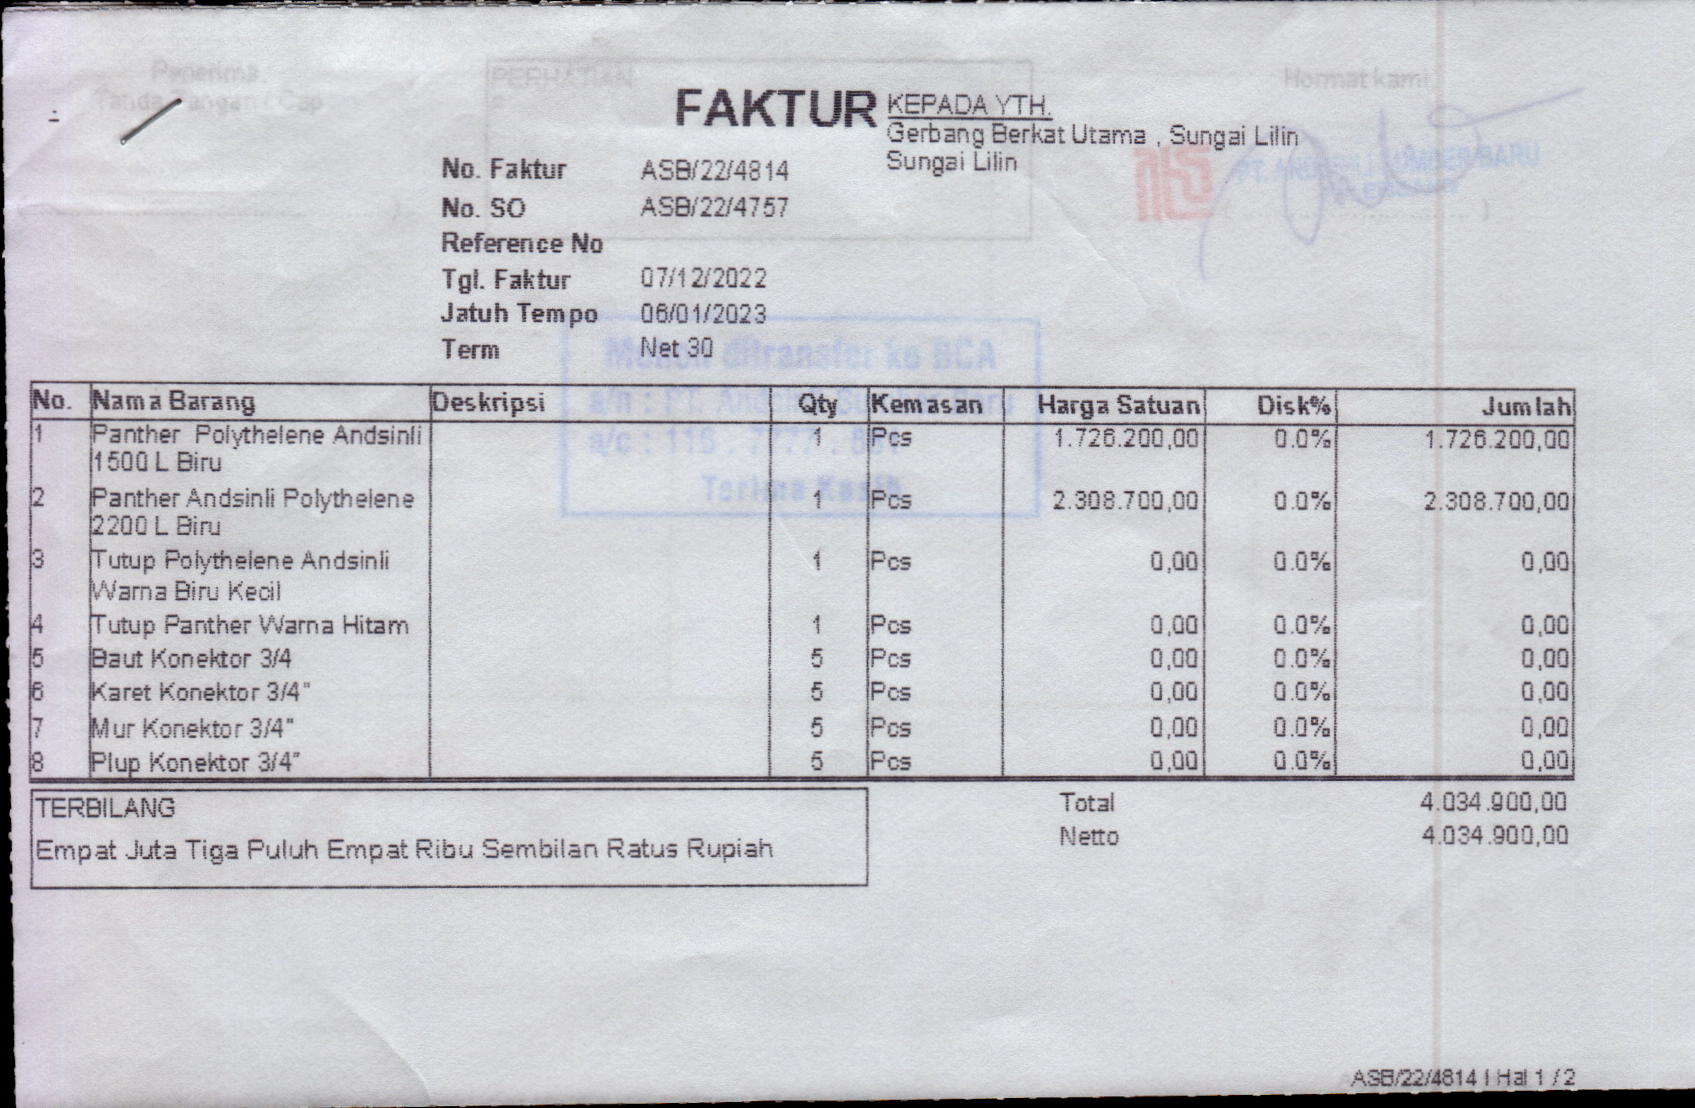 Penerima,
Tanda Tangan / Cap
PERHATIAN
Hormat kami
FAKTUR
KEPADA YTH.
Gerbang Berkat Utama , Sungai Lilin
Sungai Lilin
No. Faktur ASB/22/4814
No. SO ASB/22/4757
Reference No
Tgl. Faktur 07/12/2022
Jatuh Tempo 06/01/2023
Term Net 30
Mohon ditransfer ke BCA
a/n : PT.
a/c :
Terima Kasih
No. Nama Barang Deskripsi Qty Kemasan Harga Satuan Disk% Jumlah
1 Panther Polythelene Andsinli 1 Pcs 1.726.200,00 0.0% 1.726.200,00
1500 L Biru
2 Panther Andsinli Polythelene 1 Pcs 2.308.700,00 0.0% 2.308.700,00
2200 L Biru
3 Tutup Polythelene Andsinli 1 Pcs 0,00 0.0% 0,00
Warna Biru Kecil
4 Tutup Panther Warna Hitam 1 Pcs 0,00 0.0% 0,00
5 Baut Konektor 3/4 5 Pcs 0,00 0.0% 0,00
6 Karet Konektor 3/4" 5 Pcs 0,00 0.0% 0,00
7 Mur Konektor 3/4" 5 Pcs 0,00 0.0% 0,00
8 Plup Konektor 3/4" 5 Pcs 0,00 0.0% 0,00
TERBILANG
Empat Juta Tiga Puluh Empat Ribu Sembilan Ratus Rupiah
Total 4.034.900,00
Netto 4.034.900,00
ASB/22/4814 | Hal 1 / 2